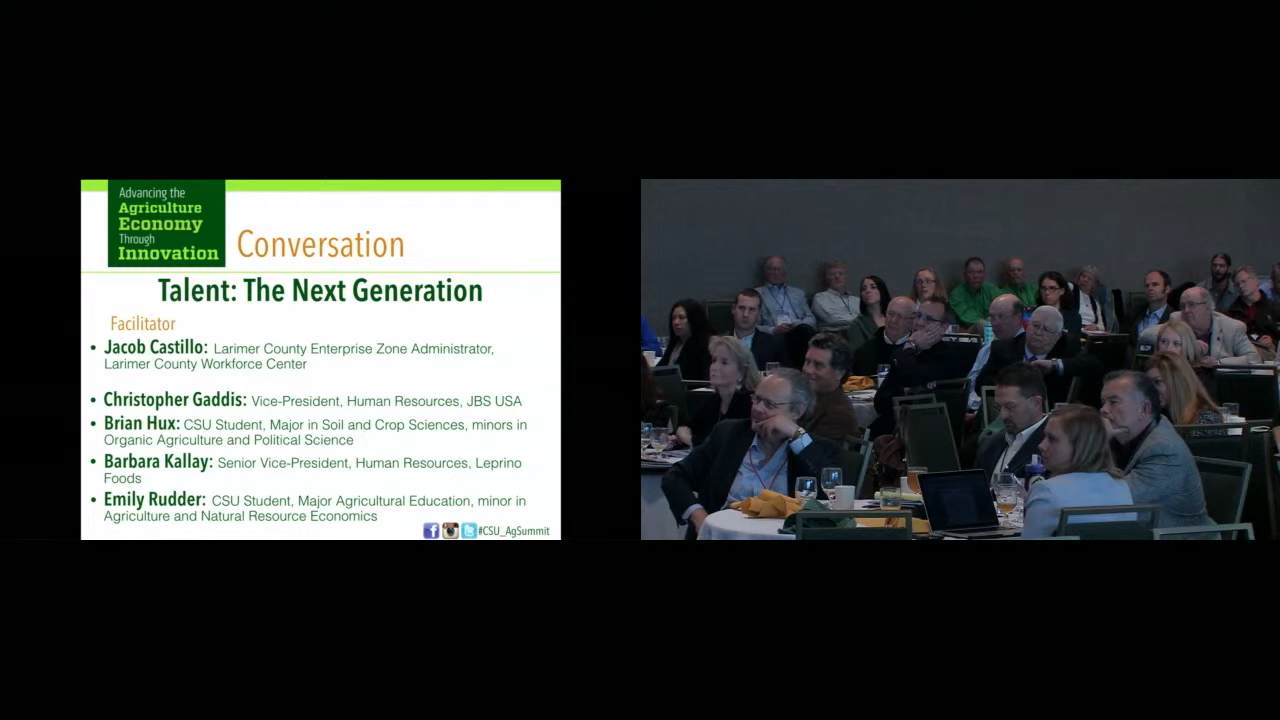 Advancing the
Agriculture
Economy
Through
Innovation
Conversation
Talent: The Next Generation
Facilitator
• Jacob Castillo: Larimer County Enterprise Zone Administrator,
Larimer County Workforce Center
• Christopher Gaddis: Vice-President, Human Resources, JBS USA
• Brian Hux: CSU Student, Major in Soil and Crop Sciences, minors in
Organic Agriculture and Political Science
• Barbara Kallay: Senior Vice-President, Human Resources, Leprino
Foods
• Emily Rudder: CSU Student, Major Agricultural Education, minor in
Agriculture and Natural Resource Economics
#CSU_AgSummit